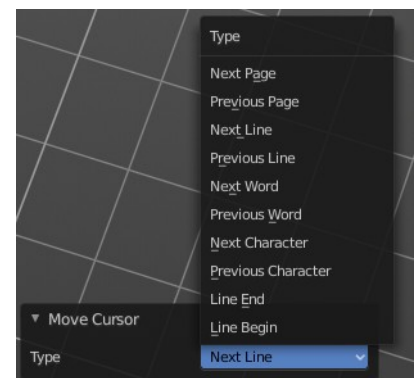 Type
Next Page
Previous Page
Next Line
Previous Line
Next Word
Previous Word
Next Character
Previous Character
Line End
Line Begin
Move Cursor
Type Next Line